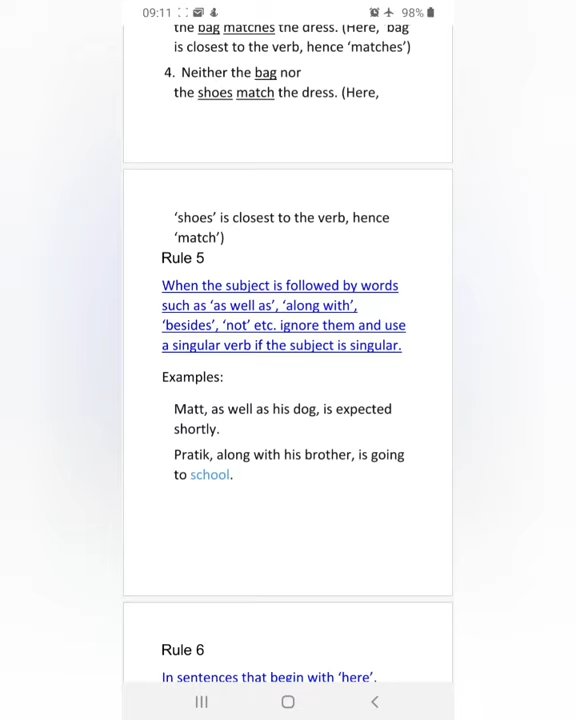 09:11
98%
the bag matches the dress. (Here, 'bag
is closest to the verb, hence 'matches')
4. Neither the bag nor
the shoes match the dress. (Here,
'shoes' is closest to the verb, hence
'match')
Rule 5
When the subject is followed by words
such as 'as well as', 'along with',
'besides', 'not' etc. ignore them and use
a singular verb if the subject is singular.
Examples:
Matt, as well as his dog, is expected
shortly.
Pratik, along with his brother, is going
to school.
Rule 6
In sentences that begin with 'here',